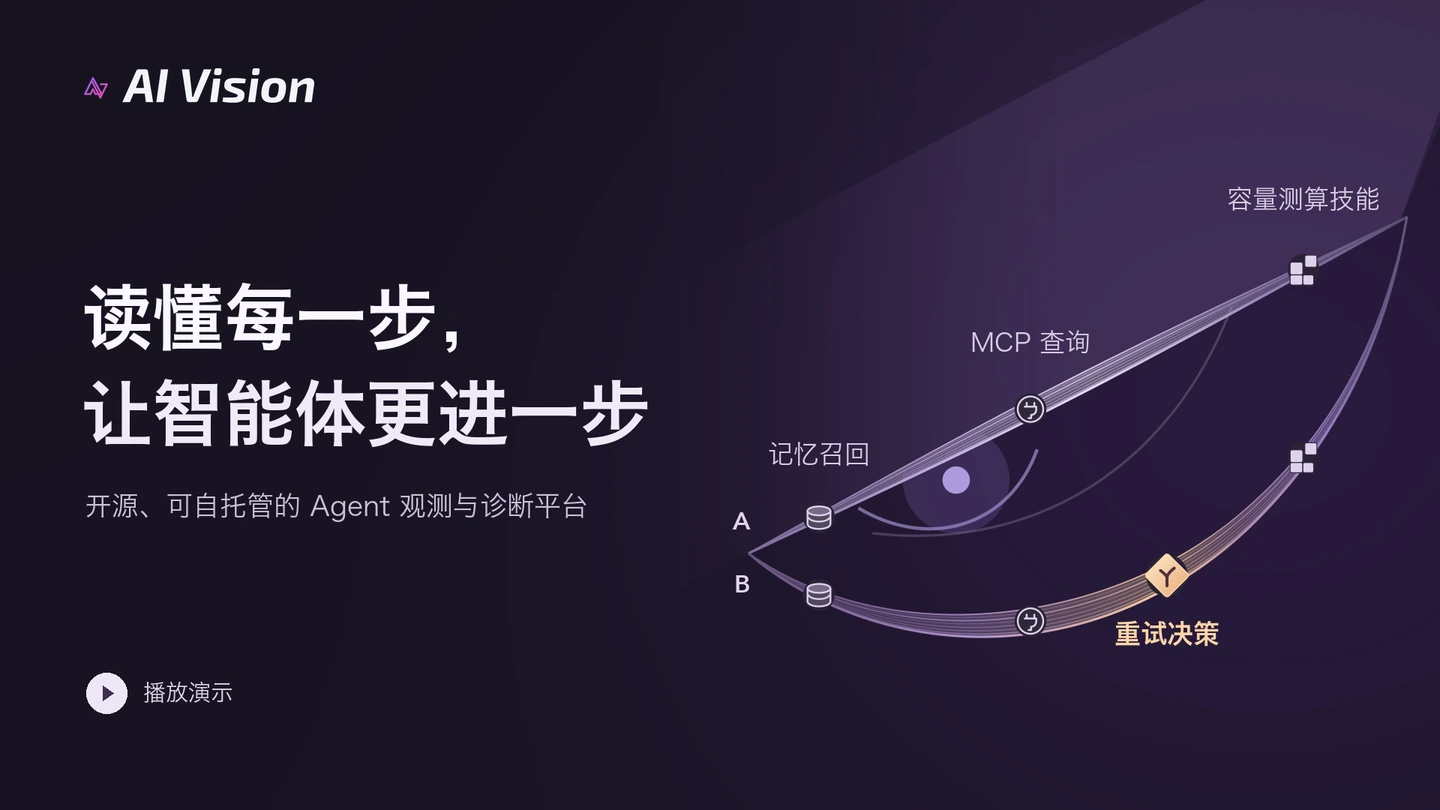 AI Vision
容量测算技能
读懂每一步，
MCP 查询
让智能体更进一步
记忆召回
开源、可自托管的 Agent 观测与诊断平台
A
B
重试决策
播放演示